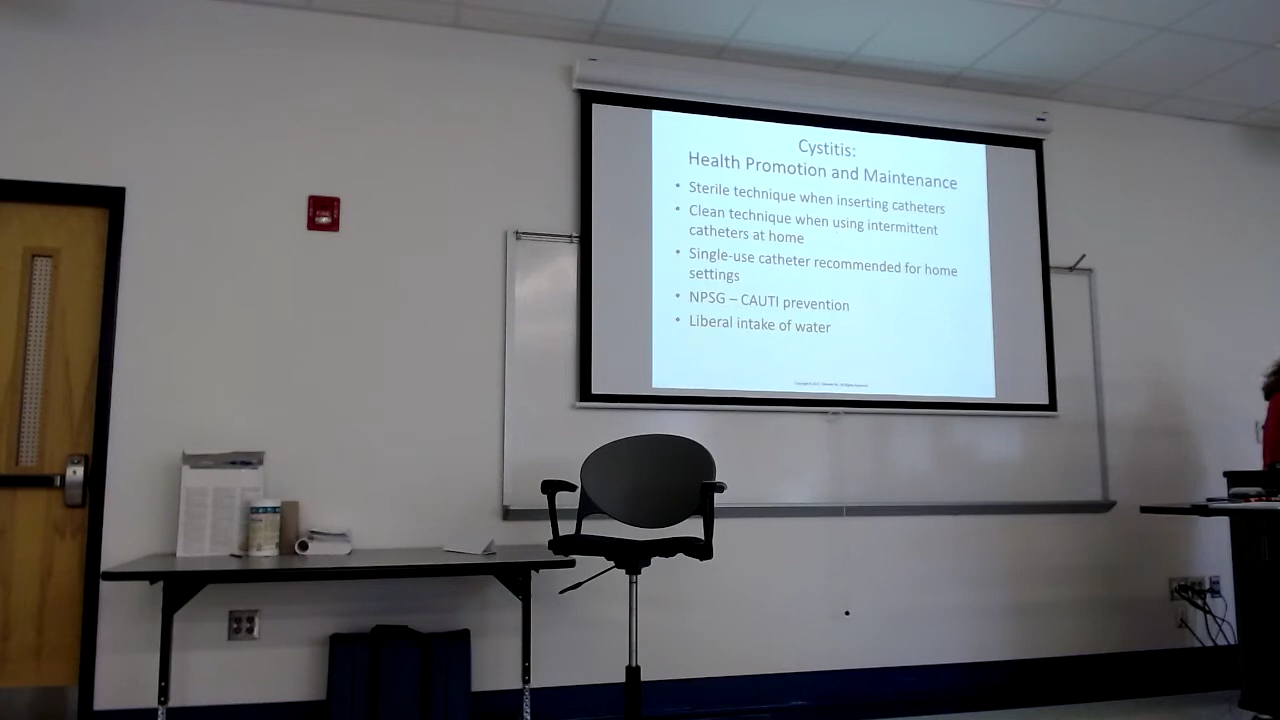 Cystitis:
Health Promotion and Maintenance
• Sterile technique when inserting catheters
• Clean technique when using intermittent
catheters at home
• Single-use catheter recommended for home
settings
• NPSG – CAUTI prevention
• Liberal intake of water
FIRE